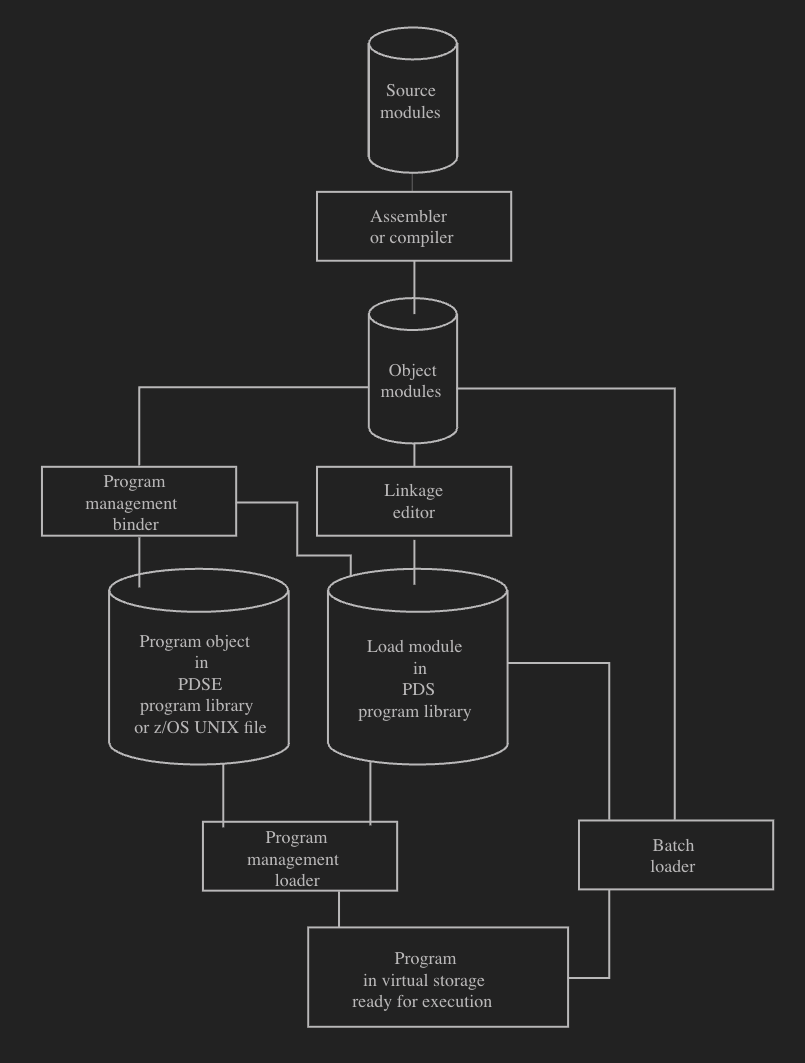 Source
modules
Assembler
or compiler
Object
modules
Program
management
binder
Linkage
editor
Program object
in
PDSE
program library
or z/OS UNIX file
Load module
in
PDS
program library
Program
management
loader
Batch
loader
Program
in virtual storage
ready for execution